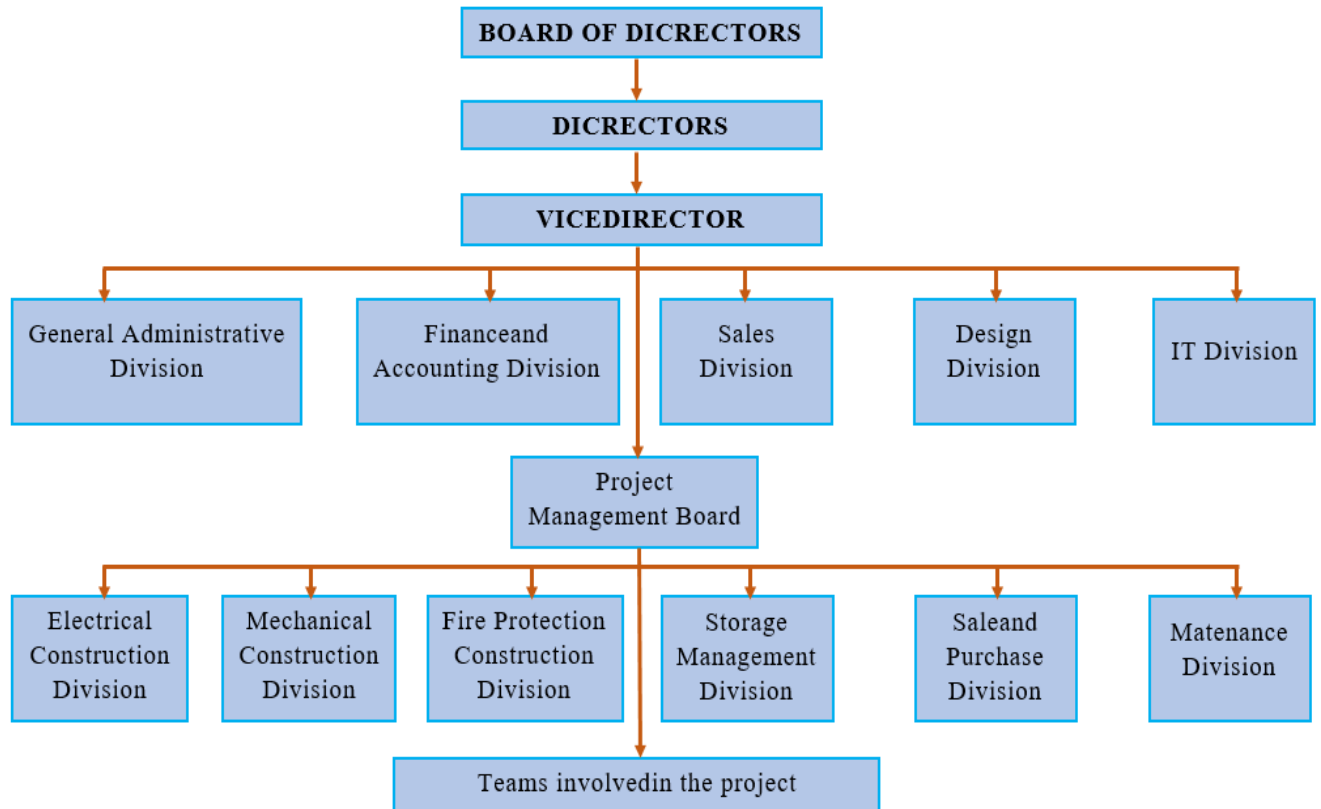 BOARD OF DICRECTORS
DICRECTORS
VICEDIRECTOR
General Administrative
Division
Financeand
Accounting Division
Sales
Division
Design
Division
IT Division
Project
Management Board
Electrical
Construction
Division
Mechanical
Construction
Division
Fire Protection
Construction
Division
Storage
Management
Division
Saleand
Purchase
Division
Matenance
Division
Teams involvedin the project